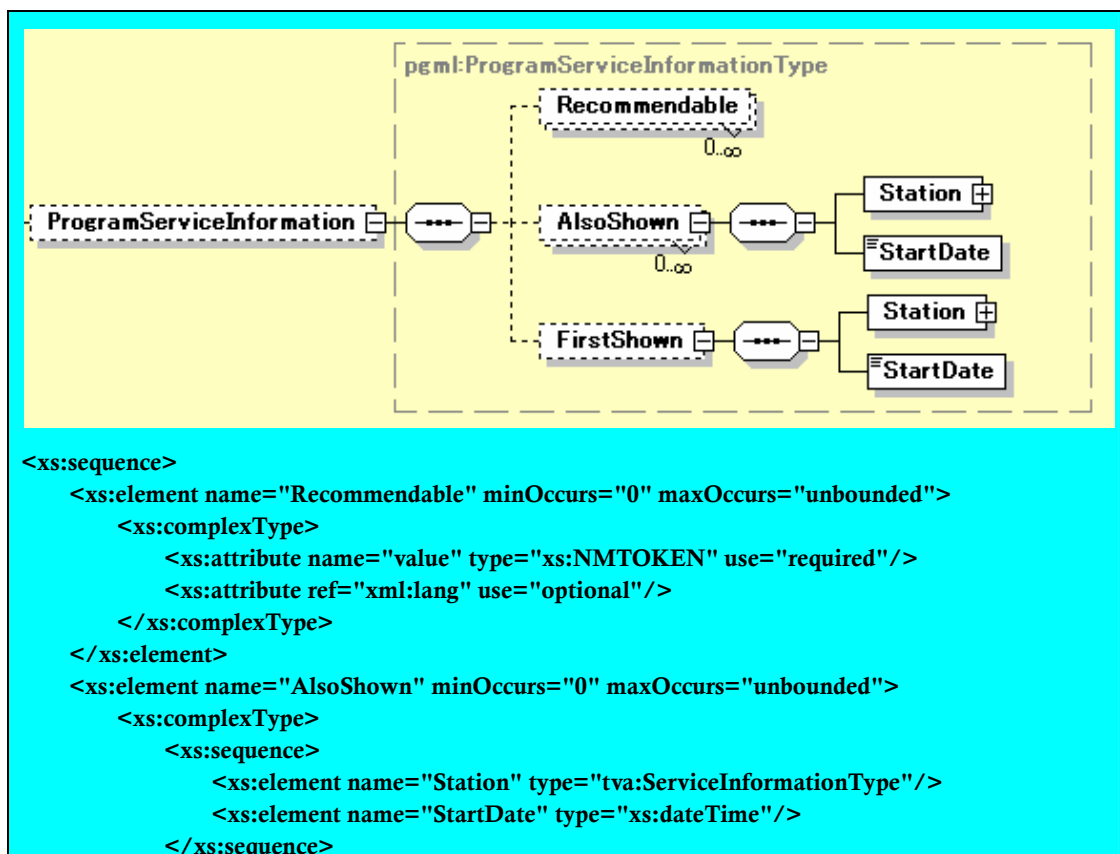 pgml:ProgramServiceInformationType
Recommendable
0..∞
ProgramServiceInformation
AlsoShown
0..∞
Station
StartDate
FirstShown
Station
StartDate
<xs:sequence>
<xs:element name="Recommendable" minOccurs="0" maxOccurs="unbounded">
<xs:complexType>
<xs:attribute name="value" type="xs:NMTOKEN" use="required"/>
<xs:attribute ref="xml:lang" use="optional"/>
</xs:complexType>
</xs:element>
<xs:element name="AlsoShown" minOccurs="0" maxOccurs="unbounded">
<xs:complexType>
<xs:sequence>
<xs:element name="Station" type="tva:ServiceInformationType"/>
<xs:element name="StartDate" type="xs:dateTime"/>
</xs:sequence>